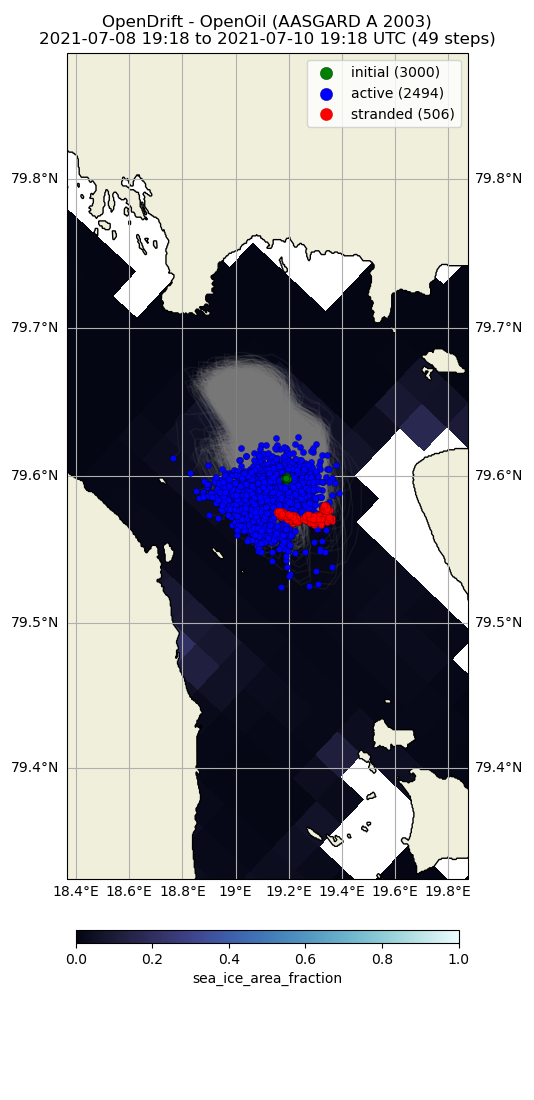 OpenDrift - OpenOil (AASGARD A 2003)
2021-07-08 19:18 to 2021-07-10 19:18 UTC (49 steps)
initial (3000)
active (2494)
stranded (506)
79.8°N 79.8°N
79.7°N 79.7°N
79.6°N 79.6°N
79.5°N 79.5°N
79.4°N 79.4°N
18.4°E 18.6°E 18.8°E 19°E 19.2°E 19.4°E 19.6°E 19.8°E
0.0 0.2 0.4 0.6 0.8 1.0
sea_ice_area_fraction